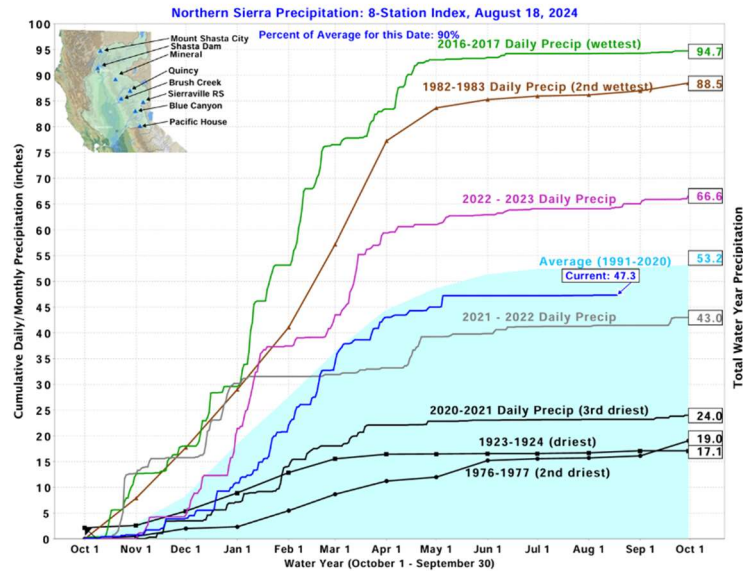 Northern Sierra Precipitation: 8-Station Index, August 18, 2024
Percent of Average for this Date: 90%
Mount Shasta City
Shasta Dam
Mineral
Quincy
Brush Creek
Sierraville RS
Blue Canyon
Pacific House
2016-2017 Daily Precip (wettest)
94.7
1982-1983 Daily Precip (2nd wettest)
88.5
2022 - 2023 Daily Precip
66.6
Average (1991-2020)
53.2
Current: 47.3
2021 - 2022 Daily Precip
43.0
2020-2021 Daily Precip (3rd driest)
24.0
1923-1924 (driest)
19.0
17.1
1976-1977 (2nd driest)
Cumulative Daily/Monthly Precipitation (inches)
100
95
90
85
80
75
70
65
60
55
50
45
40
35
30
25
20
15
10
5
0
Total Water Year Precipitation
Oct 1 Nov 1 Dec 1 Jan 1 Feb 1 Mar 1 Apr 1 May 1 Jun 1 Jul 1 Aug 1 Sep 1 Oct 1
Water Year (October 1 - September 30)